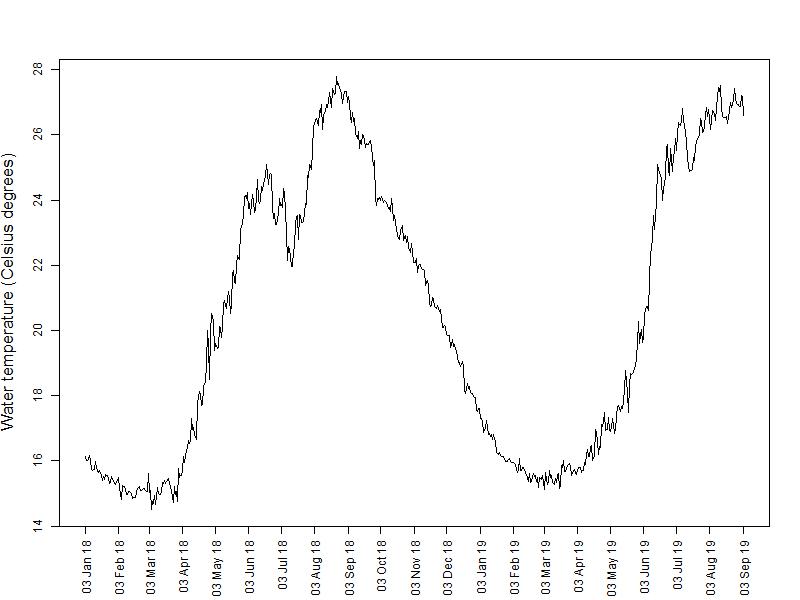 Water temperature (Celsius degrees)
28
26
24
22
20
18
16
14
03 Jan 18
03 Feb 18
03 Mar 18
03 Apr 18
03 May 18
03 Jun 18
03 Jul 18
03 Aug 18
03 Sep 18
03 Oct 18
03 Nov 18
03 Dec 18
03 Jan 19
03 Feb 19
03 Mar 19
03 Apr 19
03 May 19
03 Jun 19
03 Jul 19
03 Aug 19
03 Sep 19